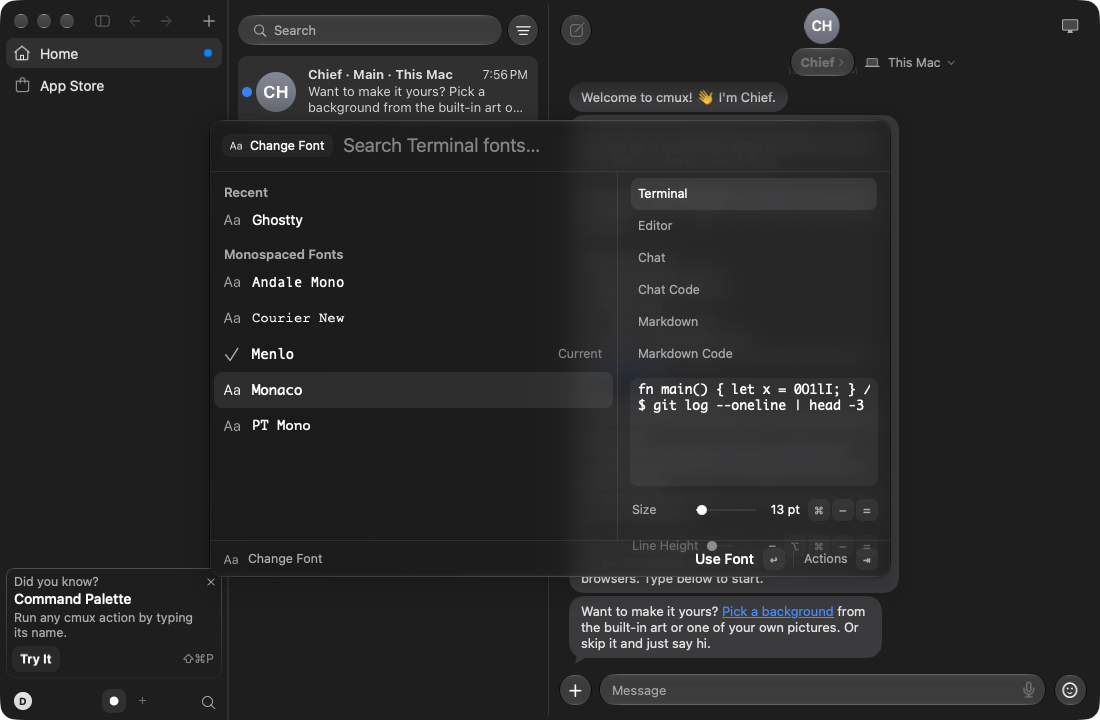 Home
App Store
Search
Chief · Main · This Mac 7:56 PM
CH
Want to make it yours? Pick a
background from the built-in art o...
CH
Chief
This Mac
Welcome to cmux! 👋 I'm Chief.
Aa Change Font Search Terminal fonts...
Recent
Aa Ghostty
Monospaced Fonts
Aa Andale Mono
Aa Courier New
Menlo Current
Aa Monaco
Aa PT Mono
Terminal
Editor
Chat
Chat Code
Markdown
Markdown Code
fn main() { let x = 0O1lI; } /
$ git log --oneline | head -3
Size 13 pt ⌘ − =
Line Height – ⌥ ⌘ − =
Aa Change Font
Use Font ↩ Actions ⇥
browsers. Type below to start.
Want to make it yours? Pick a background from
the built-in art or one of your own pictures. Or
skip it and just say hi.
Message
Did you know?
Command Palette
Run any cmux action by typing
its name.
Try It ⇧⌘P
D